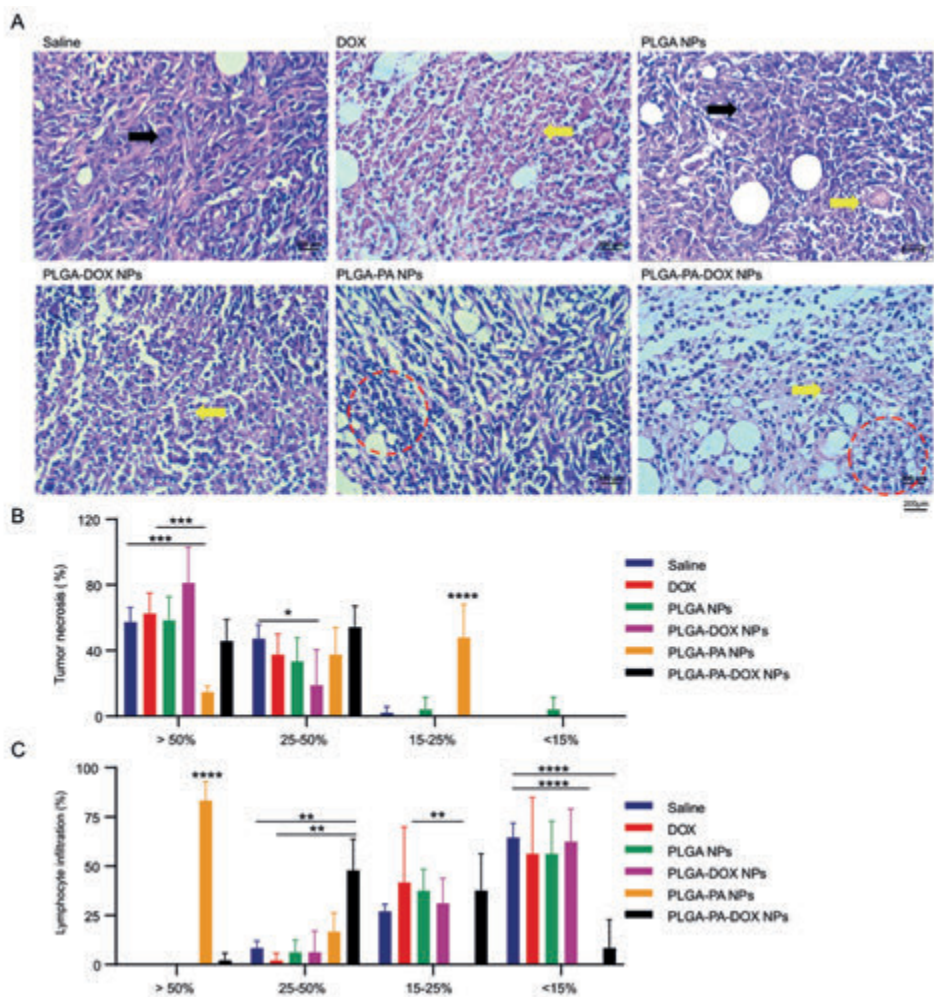 A
Saline
DOX
PLGA NPs
PLGA-DOX NPs
PLGA-PA NPs
PLGA-PA-DOX NPs
200μm
B
Tumor necrosis ( %)
120
80
40
0
***
***
*
****
> 50%
25-50%
15-25%
<15%
Saline
DOX
PLGA NPs
PLGA-DOX NPs
PLGA-PA NPs
PLGA-PA-DOX NPs
C
Lymphocyte infiltration (%)
100
75
50
25
0
****
**
**
**
****
****
> 50%
25-50%
15-25%
<15%
Saline
DOX
PLGA NPs
PLGA-DOX NPs
PLGA-PA NPs
PLGA-PA-DOX NPs